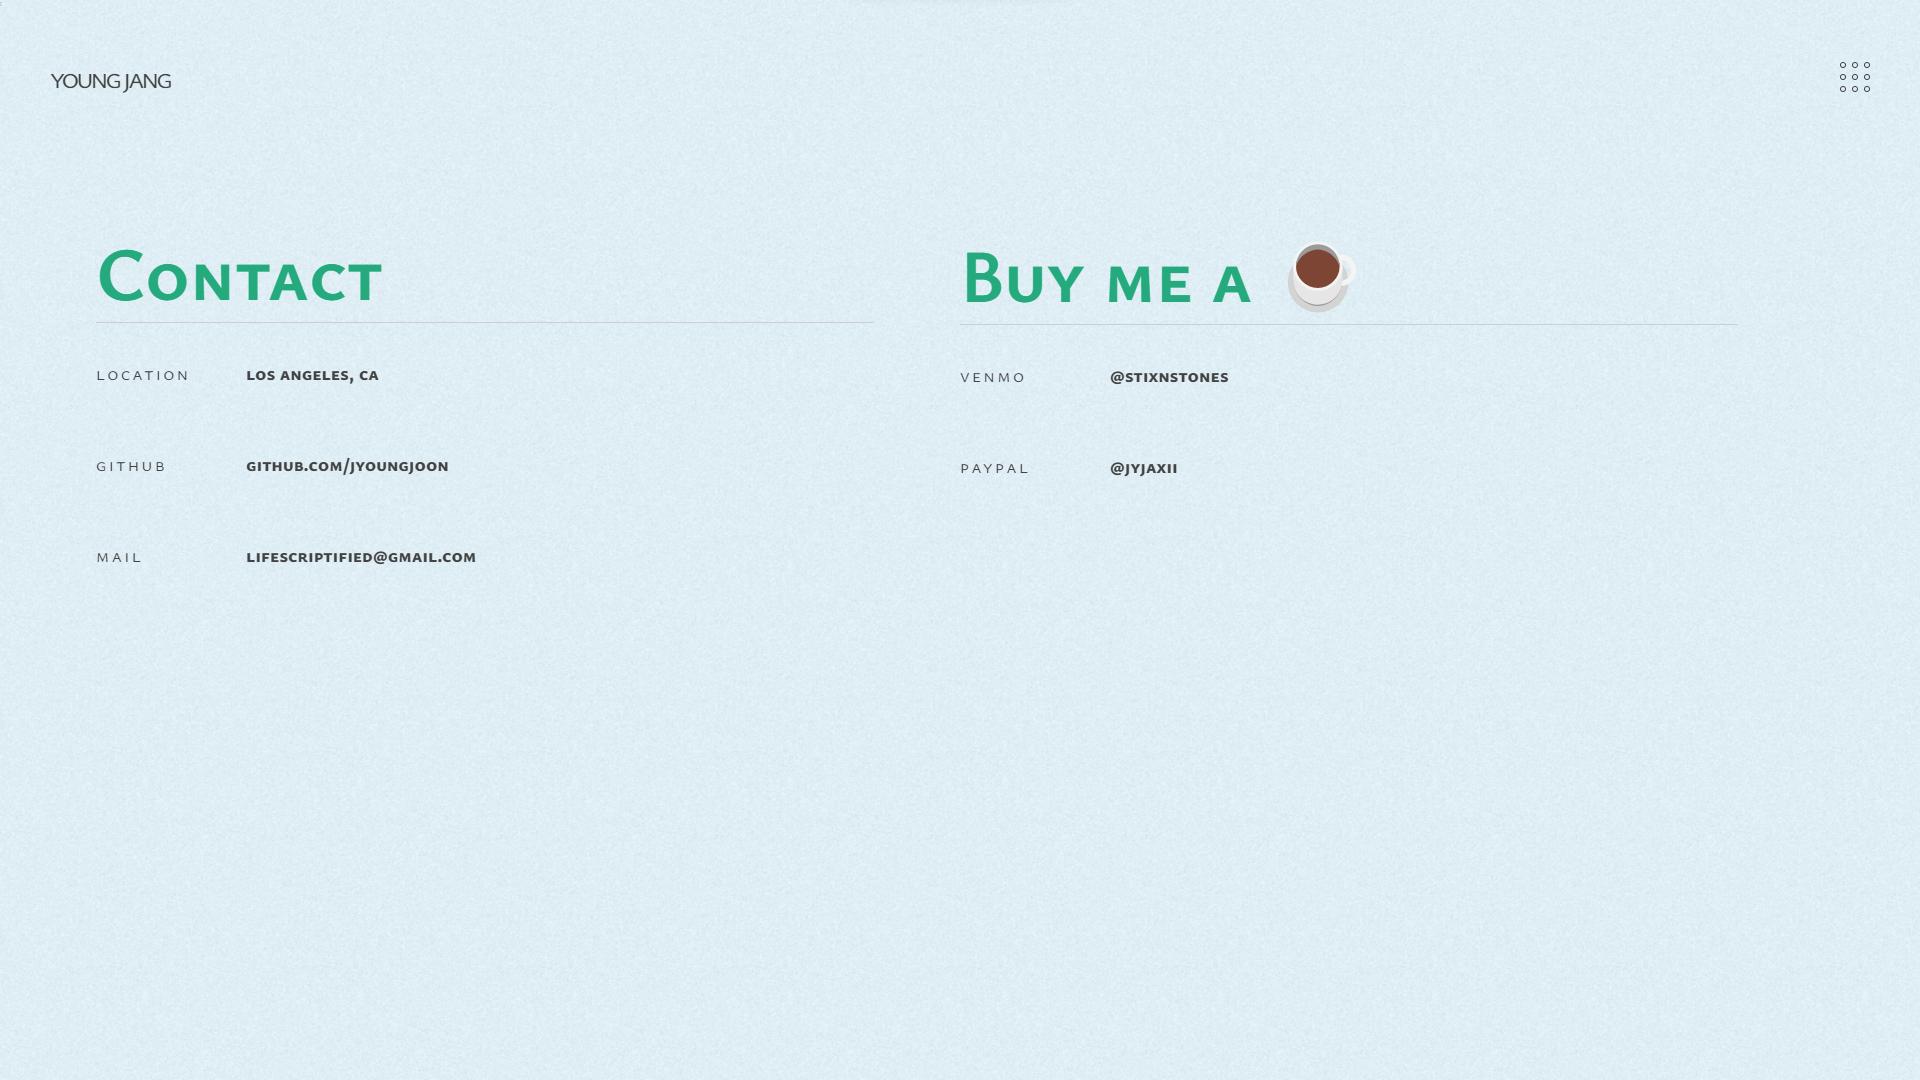 YOUNG JANG
Contact
LOCATION LOS ANGELES, CA
GITHUB GITHUB.COM/JYOUNGJOON
MAIL LIFESCRIPTIFIED@GMAIL.COM
Buy me a
VENMO @STIXNSTONES
PAYPAL @JYJAXII